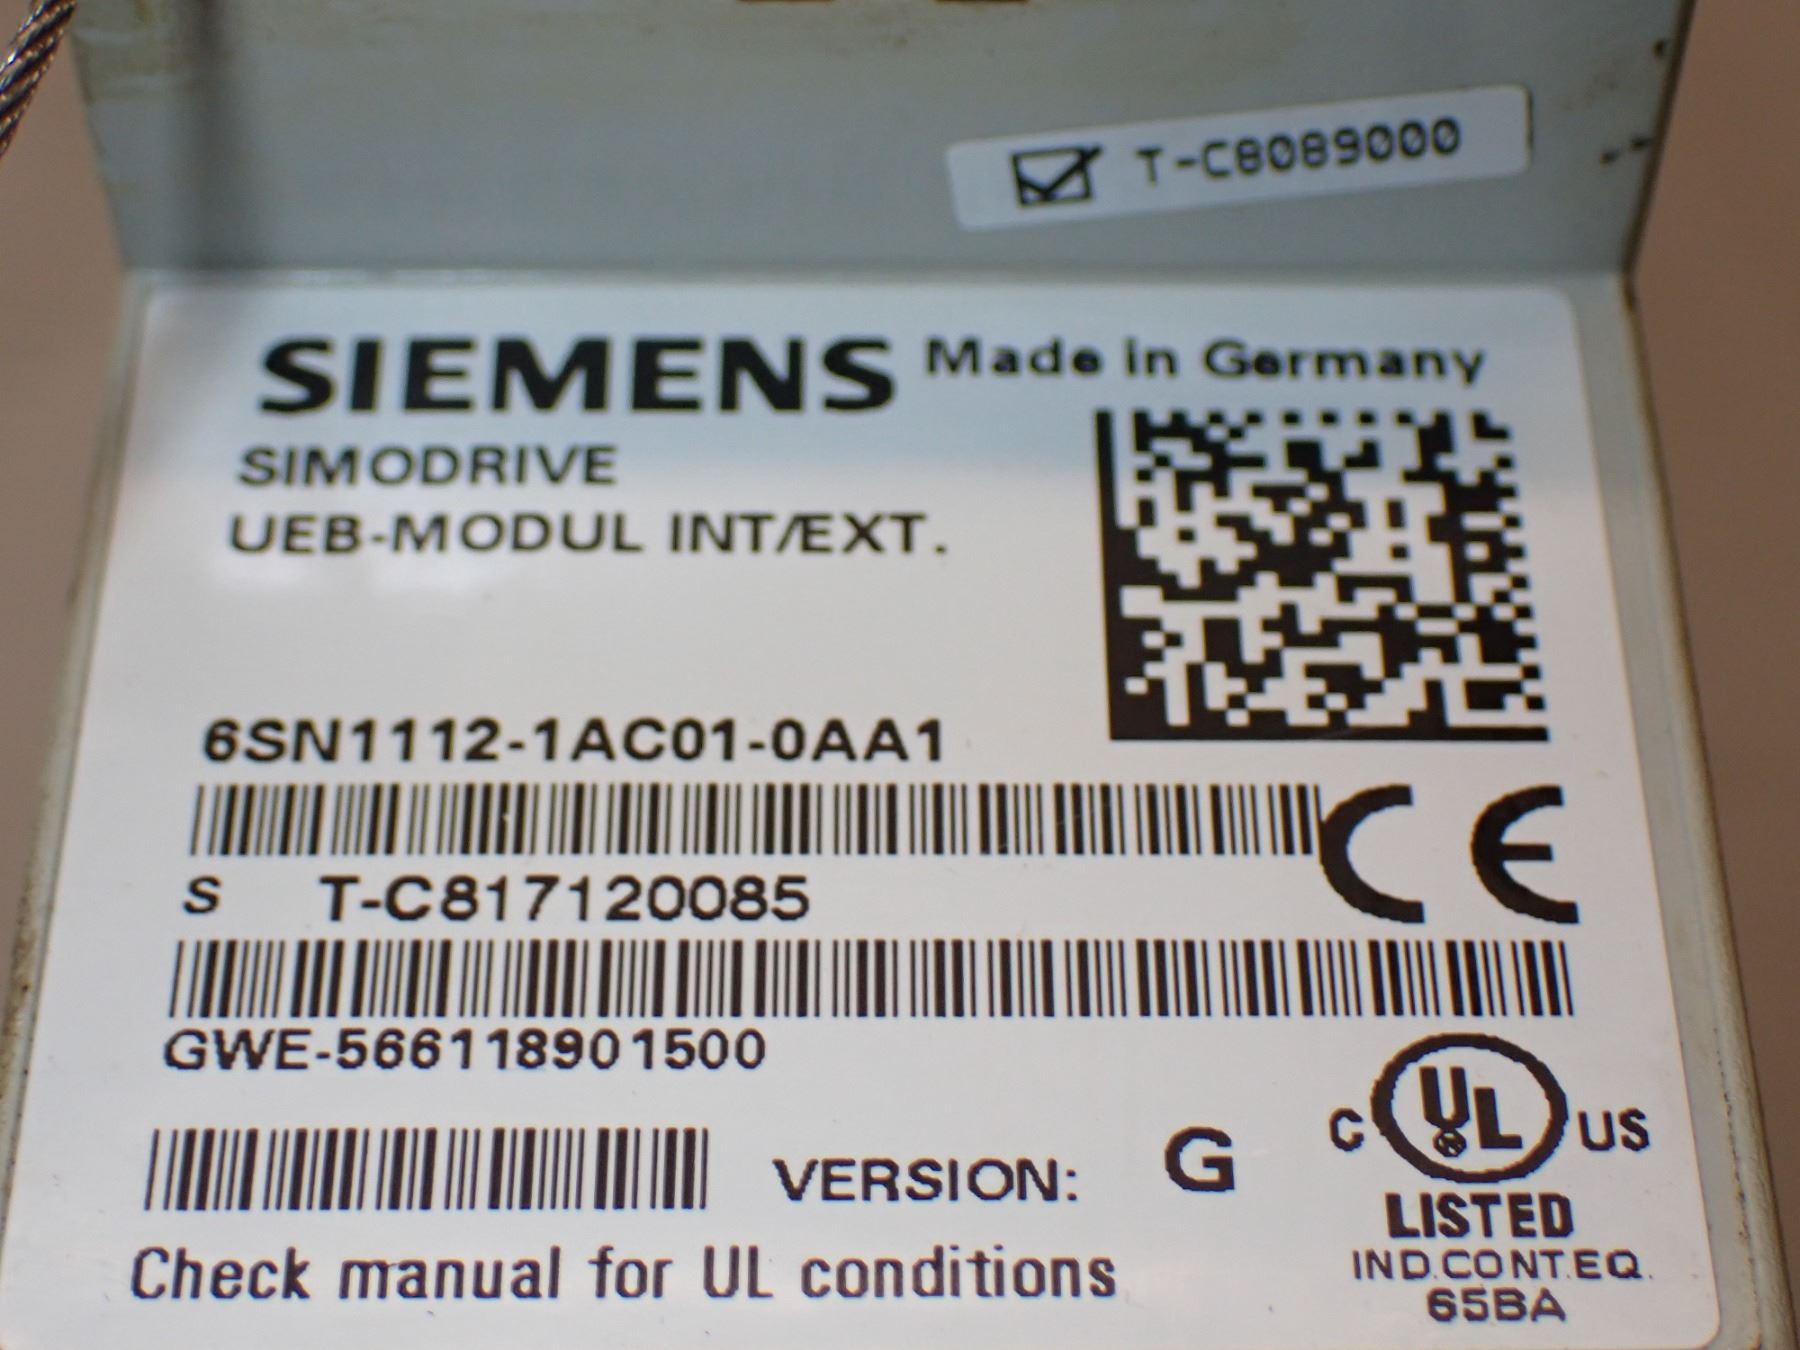 T-C8089000
SIEMENS Made in Germany
SIMODRIVE
UEB-MODUL INT/EXT.
6SN1112-1AC01-0AA1
S T-C817120085
GWE-566118901500
VERSION: G
Check manual for UL conditions
CE
C UL US
LISTED
IND.CONT.EQ.
65BA